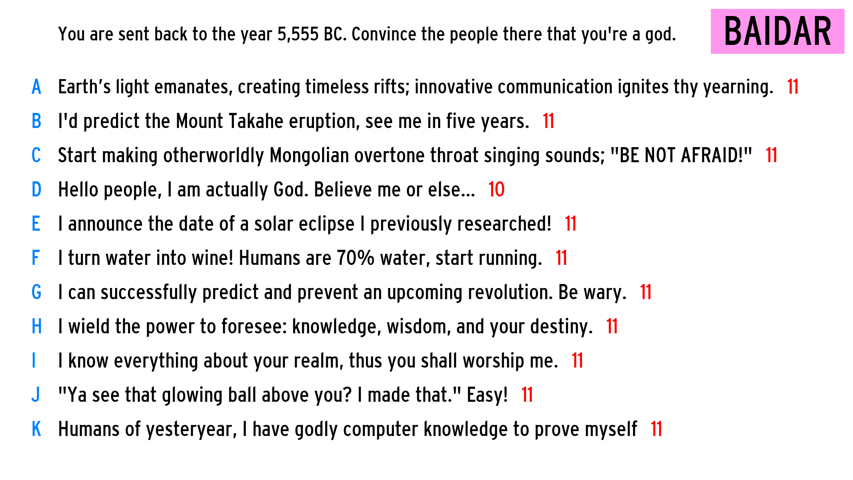 You are sent back to the year 5,555 BC. Convince the people there that you're a god.
BAIDAR
A Earth’s light emanates, creating timeless rifts; innovative communication ignites thy yearning. 11
B I'd predict the Mount Takahe eruption, see me in five years. 11
C Start making otherworldly Mongolian overtone throat singing sounds; "BE NOT AFRAID!" 11
D Hello people, I am actually God. Believe me or else... 10
E I announce the date of a solar eclipse I previously researched! 11
F I turn water into wine! Humans are 70% water, start running. 11
G I can successfully predict and prevent an upcoming revolution. Be wary. 11
H I wield the power to foresee: knowledge, wisdom, and your destiny. 11
I I know everything about your realm, thus you shall worship me. 11
J "Ya see that glowing ball above you? I made that." Easy! 11
K Humans of yesteryear, I have godly computer knowledge to prove myself 11